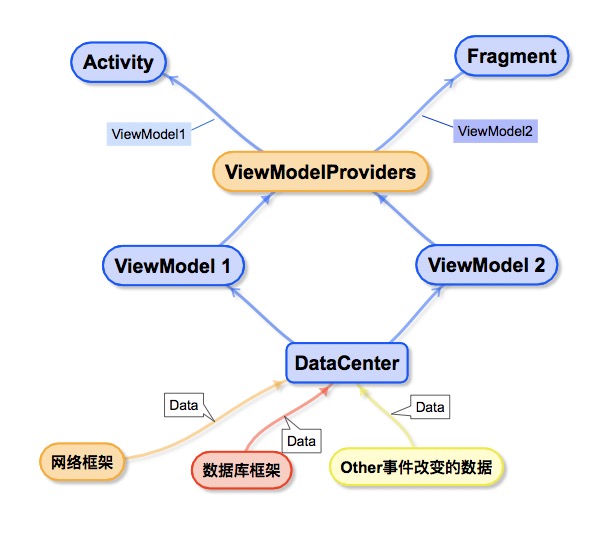 Activity
Fragment
ViewModel1
ViewModel2
ViewModelProviders
ViewModel 1
ViewModel 2
DataCenter
Data
Data
Data
网络框架
数据库框架
Other事件改变的数据